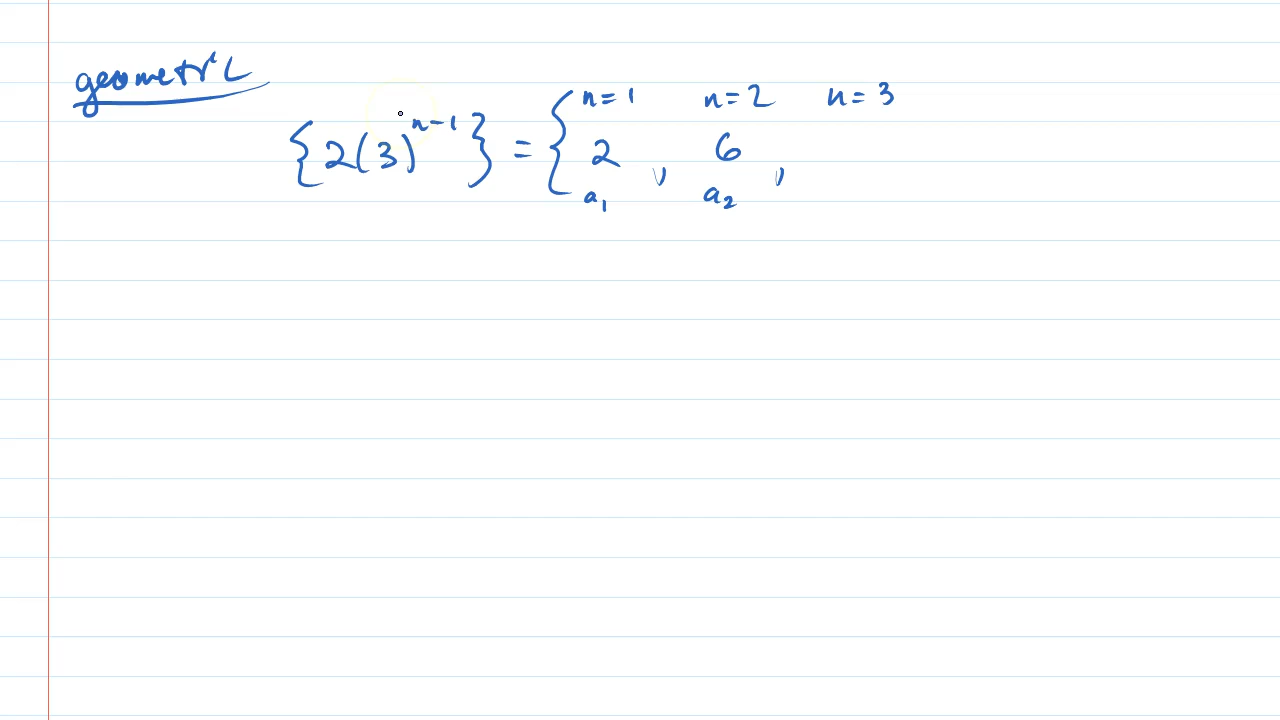 geometric
n=1 n=2 n=3
{2(3)^{n-1}} = {2, 6,
a₁ a₂